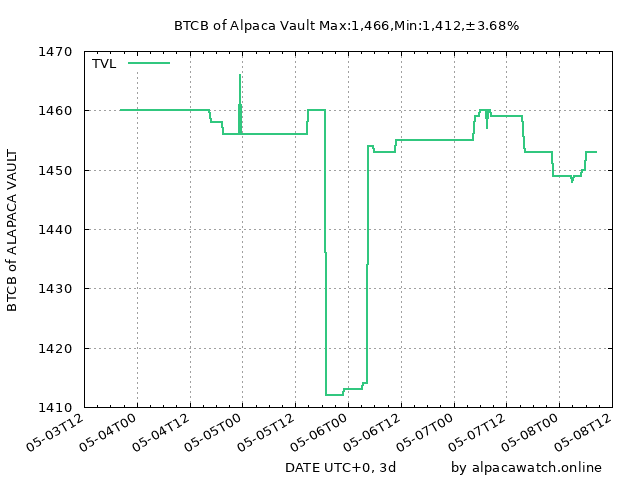 BTCB of Alpaca Vault Max:1,466,Min:1,412,±3.68%
TVL
1470
1460
1450
1440
1430
1420
1410
BTCB of ALAPACA VAULT
05-03T12
05-04T00
05-04T12
05-05T00
05-05T12
05-06T00
05-06T12
05-07T00
05-07T12
05-08T00
05-08T12
DATE UTC+0, 3d
by alpacawatch.online